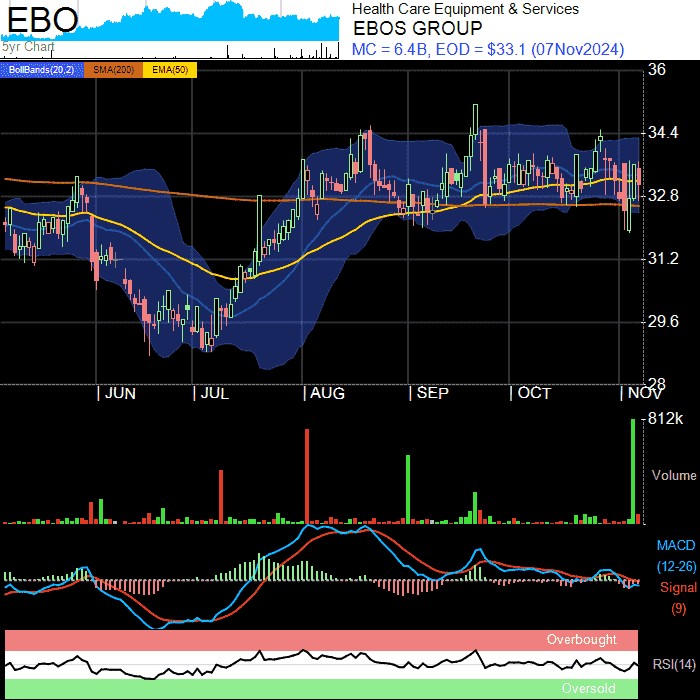 EBO
5yr Chart
Health Care Equipment & Services
EBOS GROUP
MC = 6.4B, EOD = $33.1 (07Nov2024)
BollBands(20,2) SMA(200) EMA(50)
36
34.4
32.8
31.2
29.6
28
JUN JUL AUG SEP OCT NOV
812k
Volume
MACD
(12-26)
Signal
(9)
Overbought
RSI(14)
Oversold